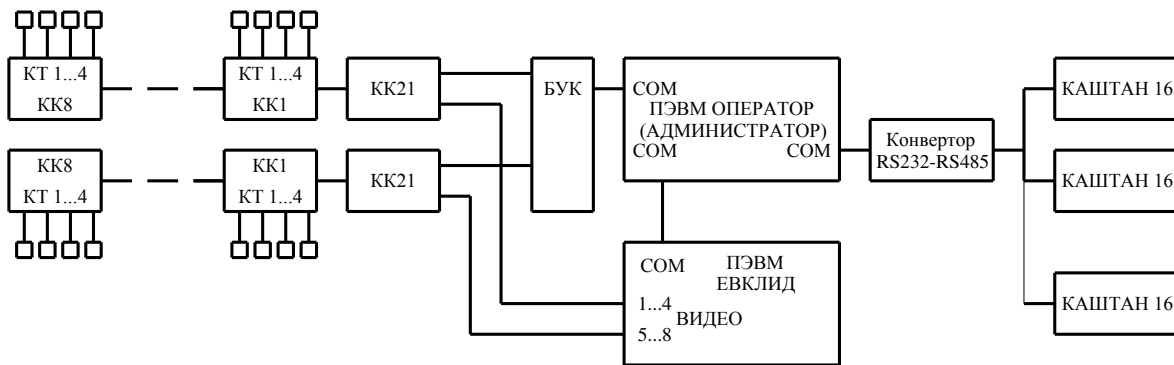 КТ 1...4
КК8
КТ 1...4
КК1
КК21
БУК
COM
ПЭВМ ОПЕРАТОР
(АДМИНИСТРАТОР)
COM
COM
Конвертор
RS232-RS485
КАШТАН 16
КАШТАН 16
КАШТАН 16
КК8
КТ 1...4
КК1
КТ 1...4
КК21
COM
ПЭВМ
ЕВКЛИД
1...4
ВИДЕО
5...8